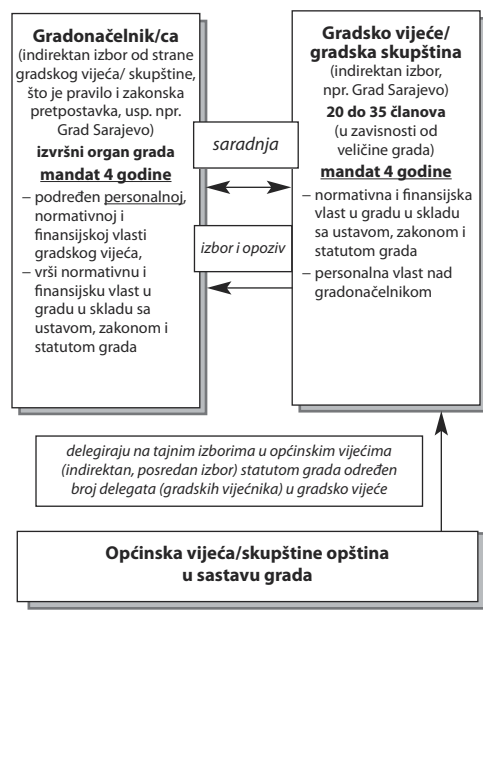 Gradonačelnik/ca
(indirektan izbor od strane
gradskog vijeća/ skupštine,
što je pravilo i zakonska
pretpostavka, usp. npr.
Grad Sarajevo)
izvršni organ grada
mandat 4 godine
– podređen personalnoj,
normativnoj i
finansijskoj vlasti
gradskog vijeća,
– vrši normativnu i
finansijsku vlast u
gradu u skladu sa
ustavom, zakonom i
statutom grada
saradnja
izbor i opoziv
Gradsko vijeće/
gradska skupština
(indirektan izbor,
npr. Grad Sarajevo)
20 do 35 članova
(u zavisnosti od
veličine grada)
mandat 4 godine
– normativna i finansijska
vlast u gradu u skladu
sa ustavom, zakonom i
statutom grada
– personalna vlast nad
gradonačelnikom
delegiraju na tajnim izborima u općinskim vijećima
(indirektan, posredan izbor) statutom grada određen
broj delegata (gradskih vijećnika) u gradsko vijeće
Općinska vijeća/skupštine opština
u sastavu grada